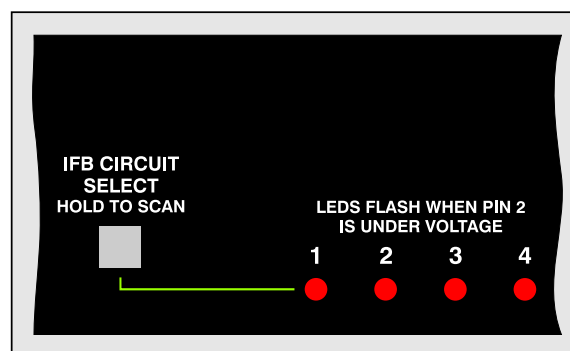 IFB CIRCUIT
SELECT
HOLD TO SCAN
LEDS FLASH WHEN PIN 2
IS UNDER VOLTAGE
1 2 3 4